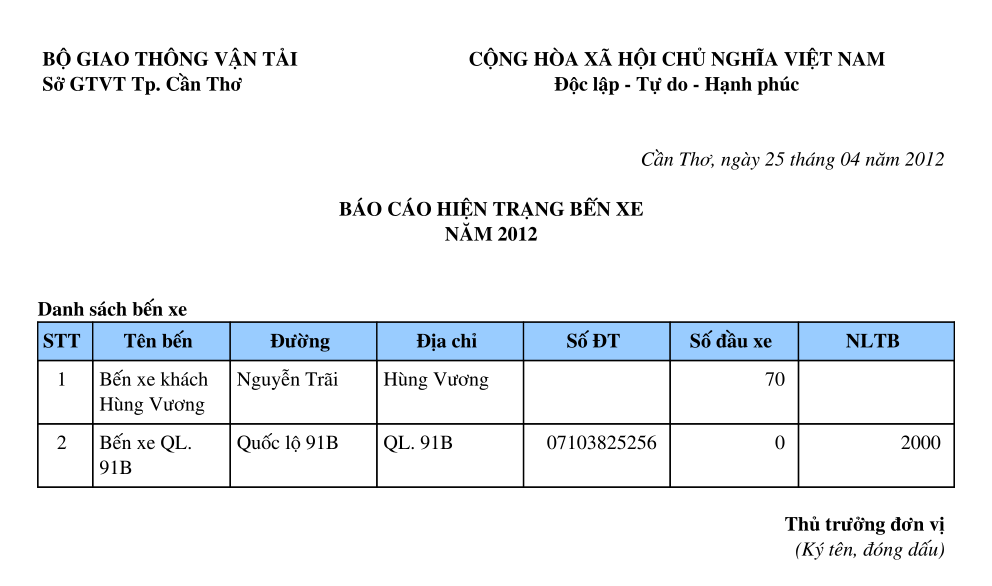 BỘ GIAO THÔNG VẬN TẢI
CỘNG HÒA XÃ HỘI CHỦ NGHĨA VIỆT NAM
Sở GTVT Tp. Cần Thơ
Độc lập - Tự do - Hạnh phúc
Cần Thơ, ngày 25 tháng 04 năm 2012
BÁO CÁO HIỆN TRẠNG BẾN XE
NĂM 2012
Danh sách bến xe
STT Tên bến Đường Địa chỉ Số ĐT Số đầu xe NLTB
1 Bến xe khách Nguyễn Trãi Hùng Vương 70
Hùng Vương
2 Bến xe QL. Quốc lộ 91B QL. 91B 07103825256 0 2000
91B
Thủ trưởng đơn vị
(Ký tên, đóng dấu)